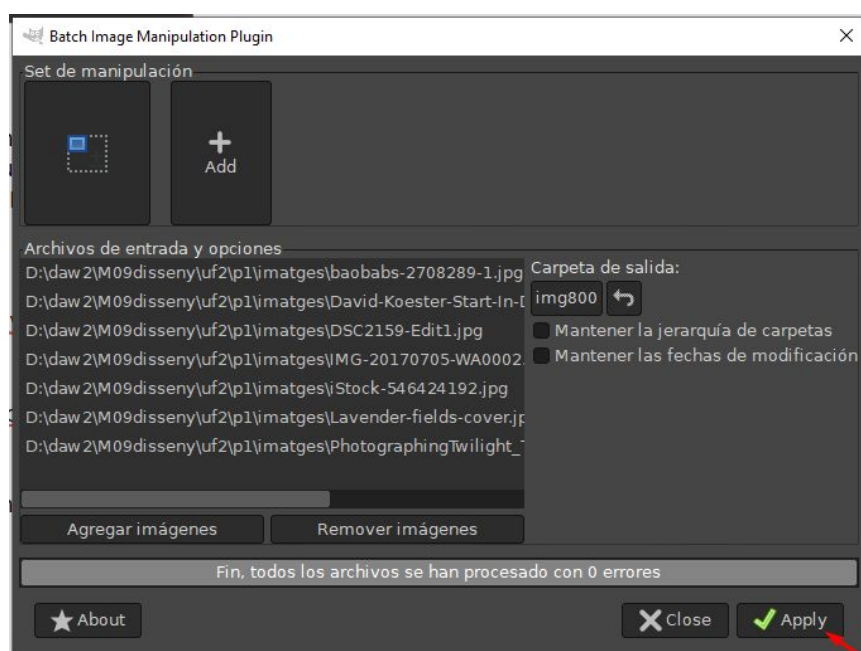 Batch Image Manipulation Plugin
Set de manipulación
Add
Archivos de entrada y opciones
D:\daw2\M09disseny\uf2\p1\imatges\baobabs-2708289-1.jpg
D:\daw2\M09disseny\uf2\p1\imatges\David-Koester-Start-In-
D:\daw2\M09disseny\uf2\p1\imatges\DSC2159-Edit1.jpg
D:\daw2\M09disseny\uf2\p1\imatges\IMG-20170705-WA0002.
D:\daw2\M09disseny\uf2\p1\imatges\iStock-546424192.jpg
D:\daw2\M09disseny\uf2\p1\imatges\Lavender-fields-cover.jp
D:\daw2\M09disseny\uf2\p1\imatges\PhotographingTwilight_
Carpeta de salida:
img800
Mantener la jerarquía de carpetas
Mantener las fechas de modificación
Agregar imágenes
Remover imágenes
Fin, todos los archivos se han procesado con 0 errores
About
Close
Apply